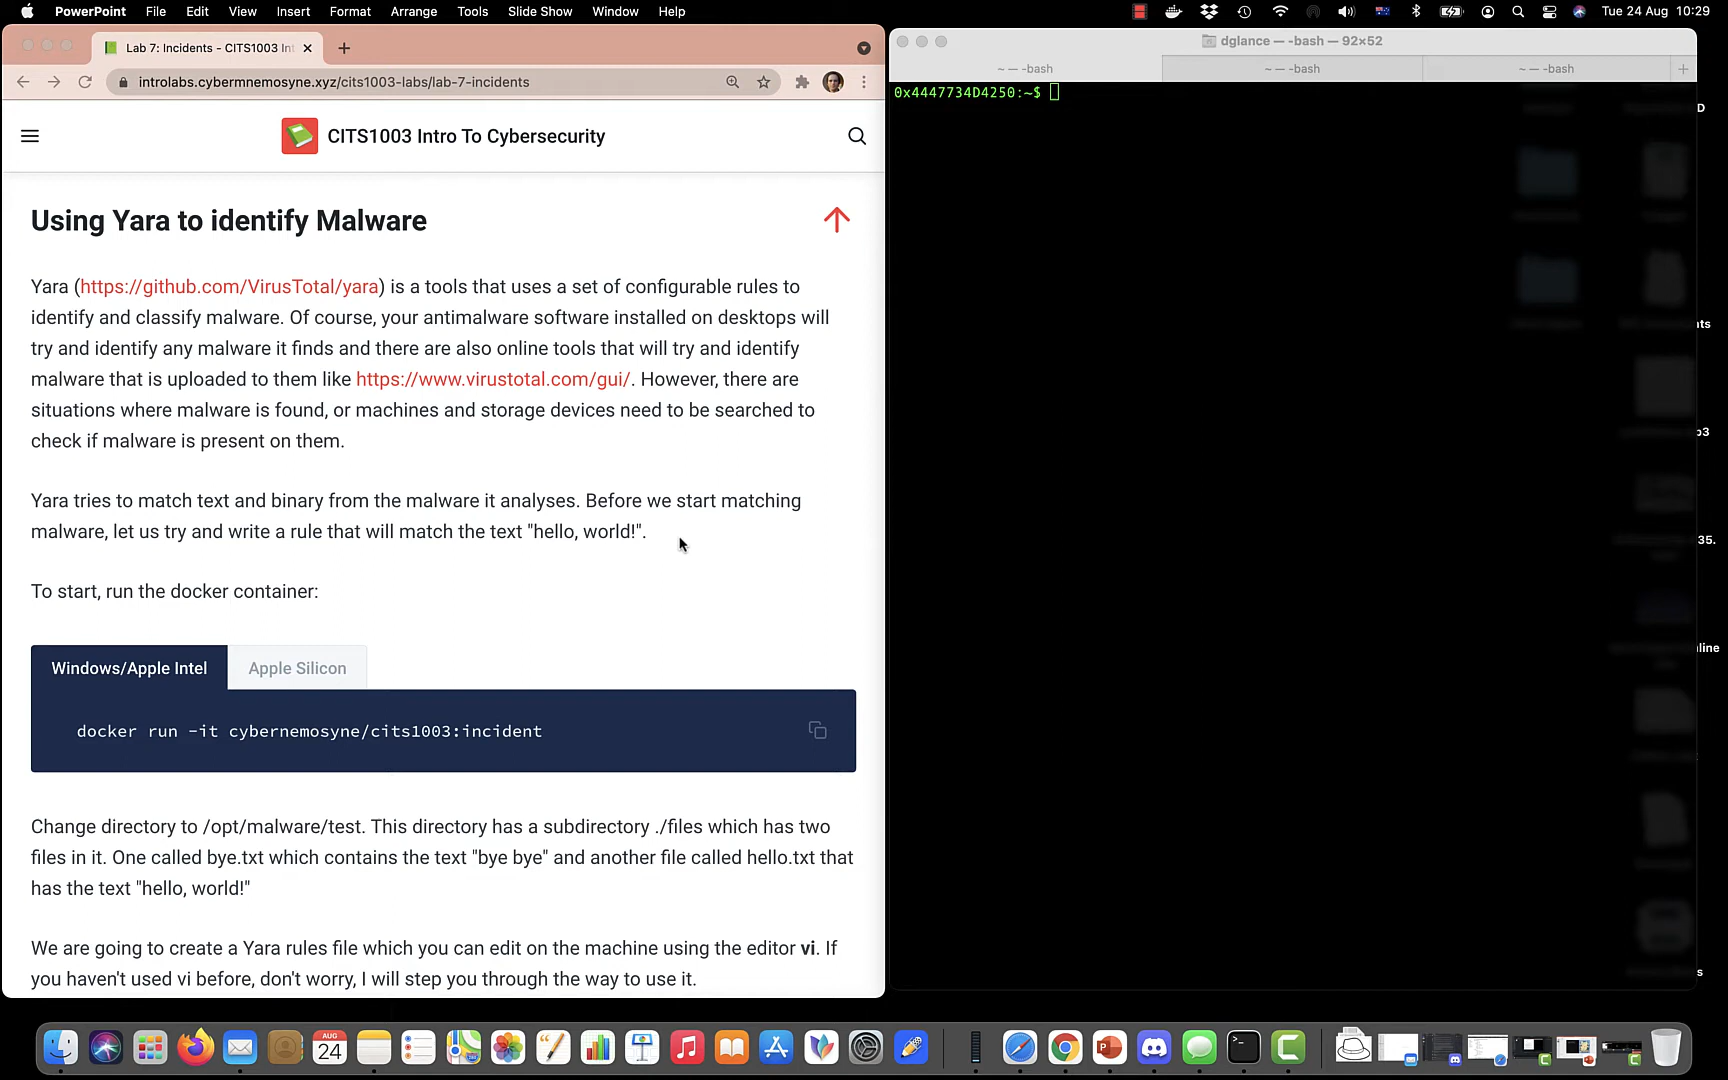 PowerPoint File Edit View Insert Format Arrange Tools Slide Show Window Help Tue 24 Aug 10:29
Lab 7: Incidents - CITS1003 Int
introlabs.cybermnemosyne.xyz/cits1003-labs/lab-7-incidents
CITS1003 Intro To Cybersecurity
Using Yara to identify Malware
Yara (https://github.com/VirusTotal/yara) is a tools that uses a set of configurable rules to
identify and classify malware. Of course, your antimalware software installed on desktops will
try and identify any malware it finds and there are also online tools that will try and identify
malware that is uploaded to them like https://www.virustotal.com/gui/. However, there are
situations where malware is found, or machines and storage devices need to be searched to
check if malware is present on them.
Yara tries to match text and binary from the malware it analyses. Before we start matching
malware, let us try and write a rule that will match the text "hello, world!".
To start, run the docker container:
Windows/Apple Intel Apple Silicon
docker run -it cybernemosyne/cits1003:incident
Change directory to /opt/malware/test. This directory has a subdirectory ./files which has two
files in it. One called bye.txt which contains the text "bye bye" and another file called hello.txt that
has the text "hello, world!"
We are going to create a Yara rules file which you can edit on the machine using the editor vi. If
you haven't used vi before, don't worry, I will step you through the way to use it.
dglance — -bash — 92×52
~ — -bash ~ — -bash ~ — -bash
0x4447734D4250:~$
D
nts
p3
35.
nline
s
AUG
24